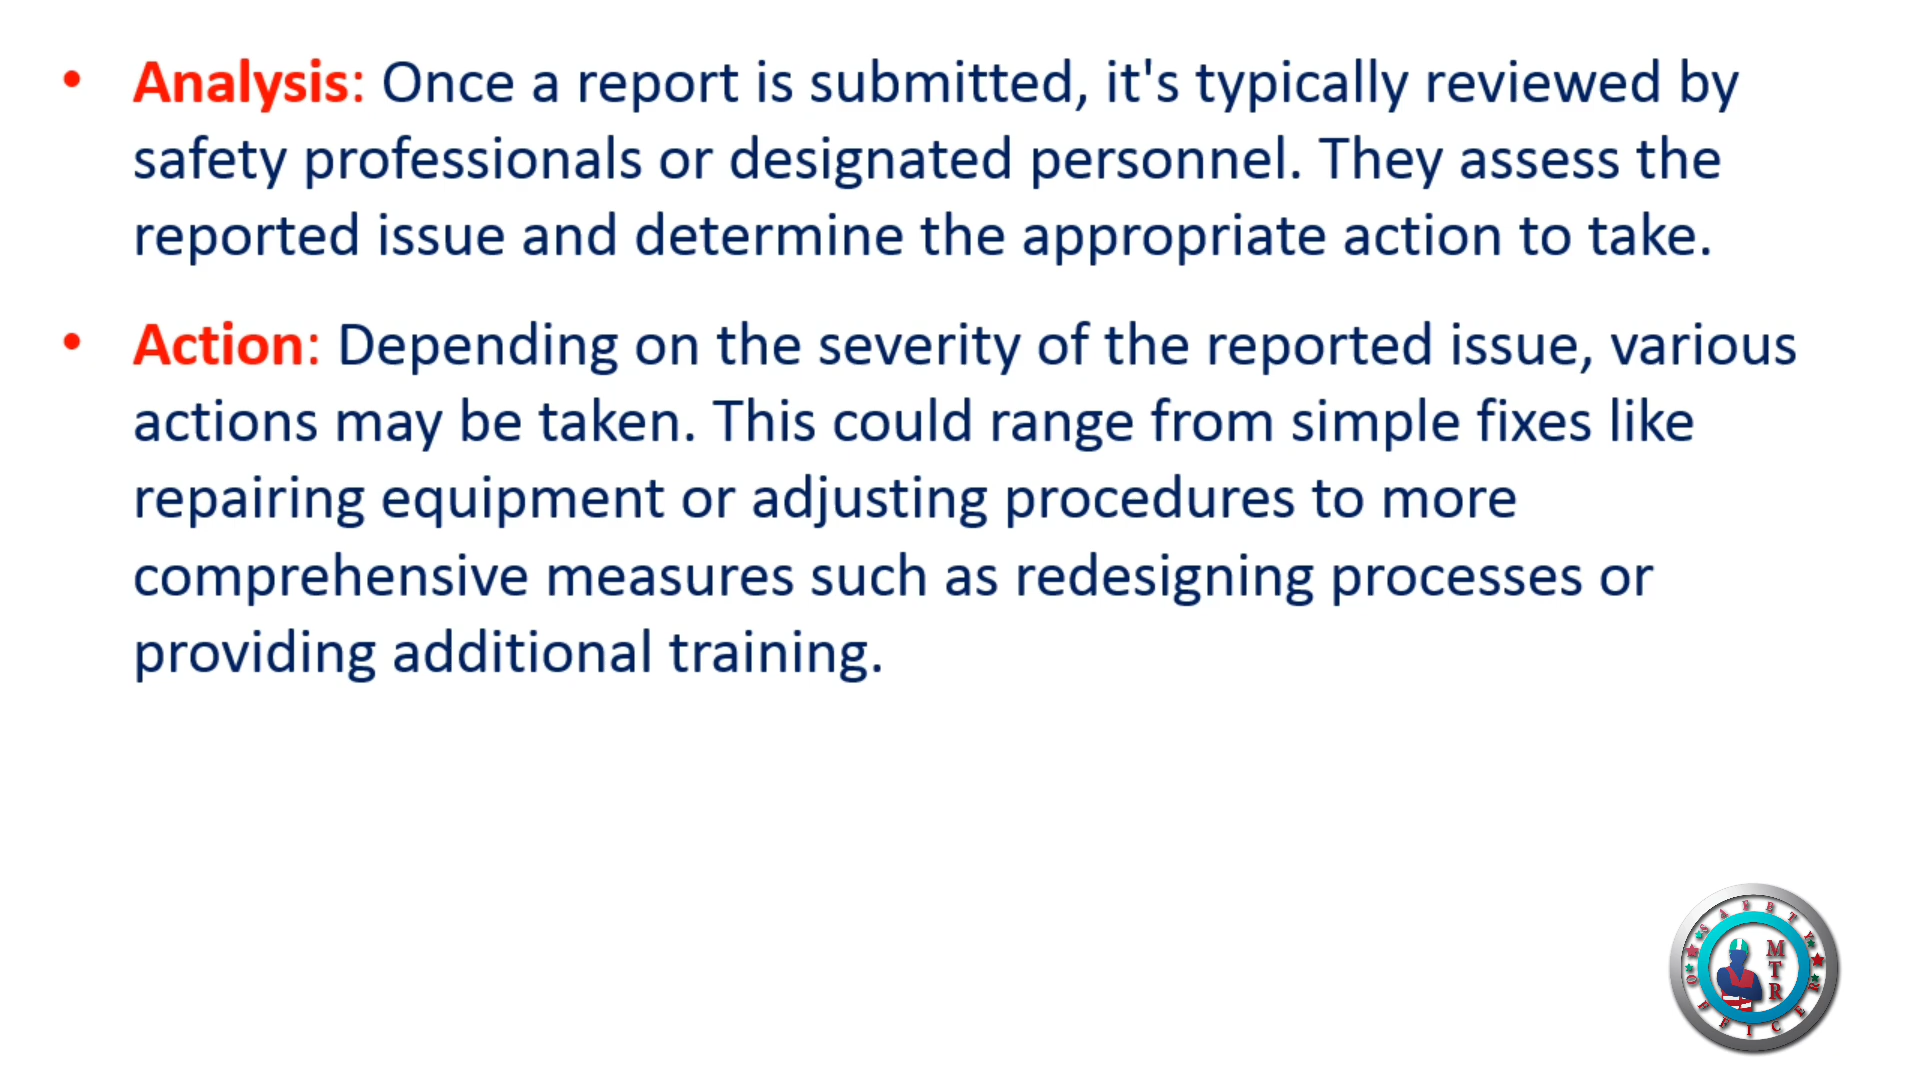 • Analysis: Once a report is submitted, it's typically reviewed by
safety professionals or designated personnel. They assess the
reported issue and determine the appropriate action to take.
• Action: Depending on the severity of the reported issue, various
actions may be taken. This could range from simple fixes like
repairing equipment or adjusting procedures to more
comprehensive measures such as redesigning processes or
providing additional training.
SAFETY
MTR
OFFICER